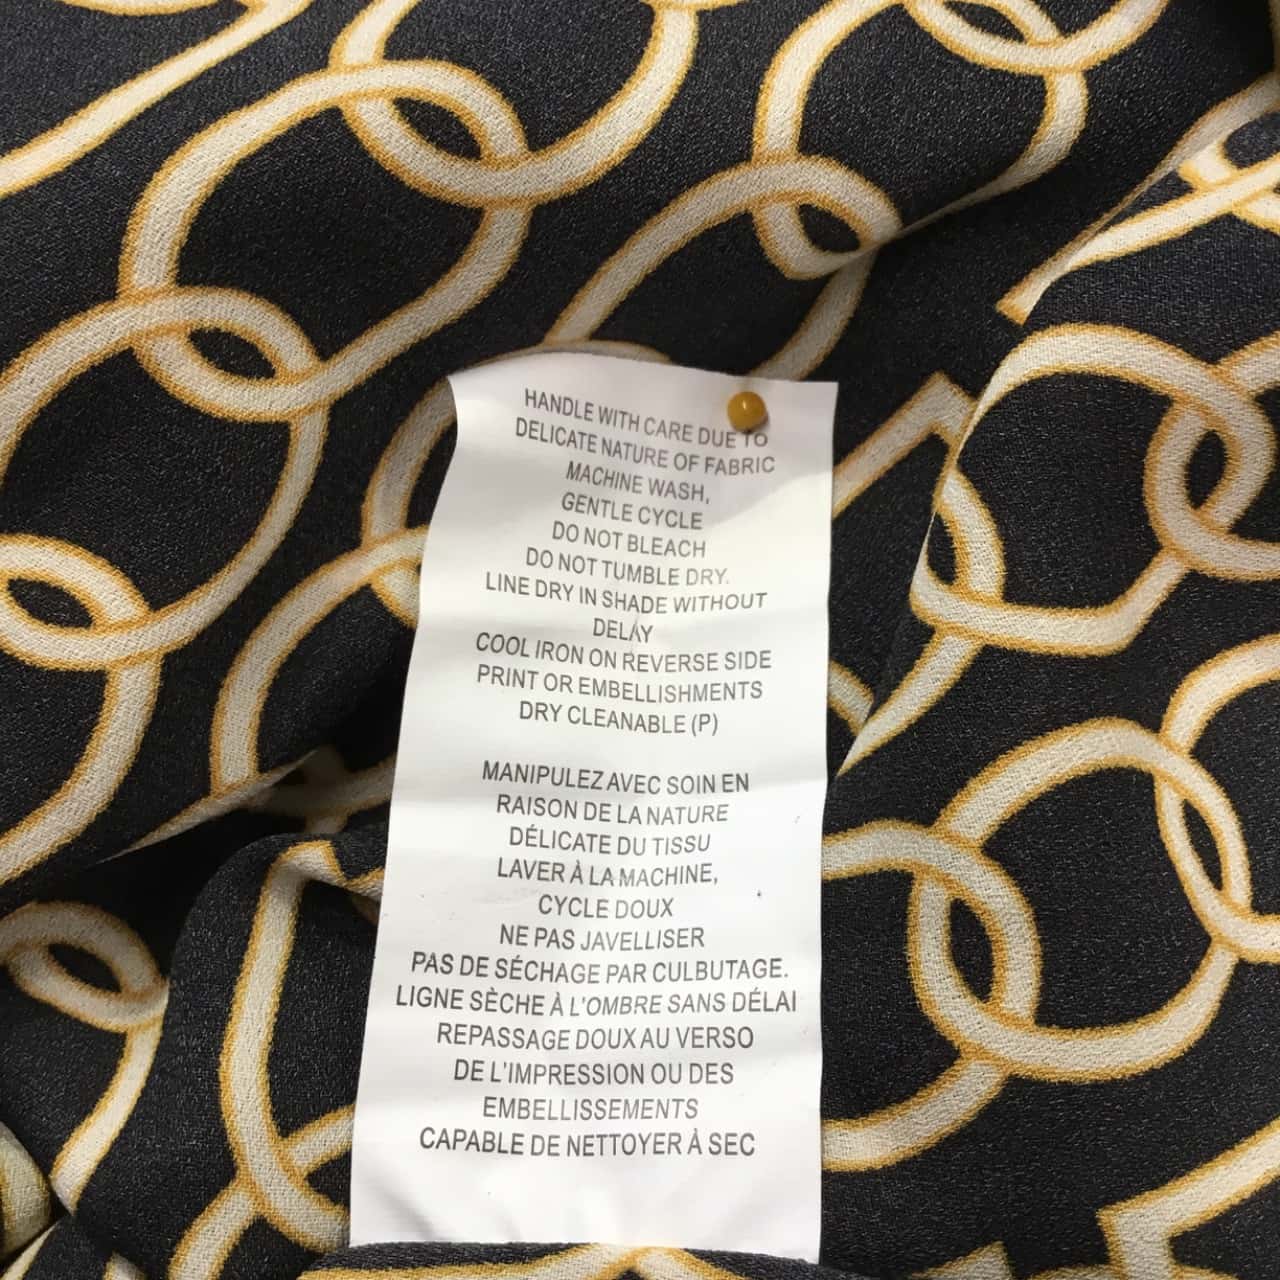 HANDLE WITH CARE DUE TO
DELICATE NATURE OF FABRIC
MACHINE WASH,
GENTLE CYCLE
DO NOT BLEACH
DO NOT TUMBLE DRY.
LINE DRY IN SHADE WITHOUT
DELAY
COOL IRON ON REVERSE SIDE
PRINT OR EMBELLISHMENTS
DRY CLEANABLE (P)
MANIPULEZ AVEC SOIN EN
RAISON DE LA NATURE
DÉLICATE DU TISSU
LAVER À LA MACHINE,
CYCLE DOUX
NE PAS JAVELLISER
PAS DE SÉCHAGE PAR CULBUTAGE.
LIGNE SÈCHE À L'OMBRE SANS DÉLAI
REPASSAGE DOUX AU VERSO
DE L'IMPRESSION OU DES
EMBELLISSEMENTS
CAPABLE DE NETTOYER À SEC